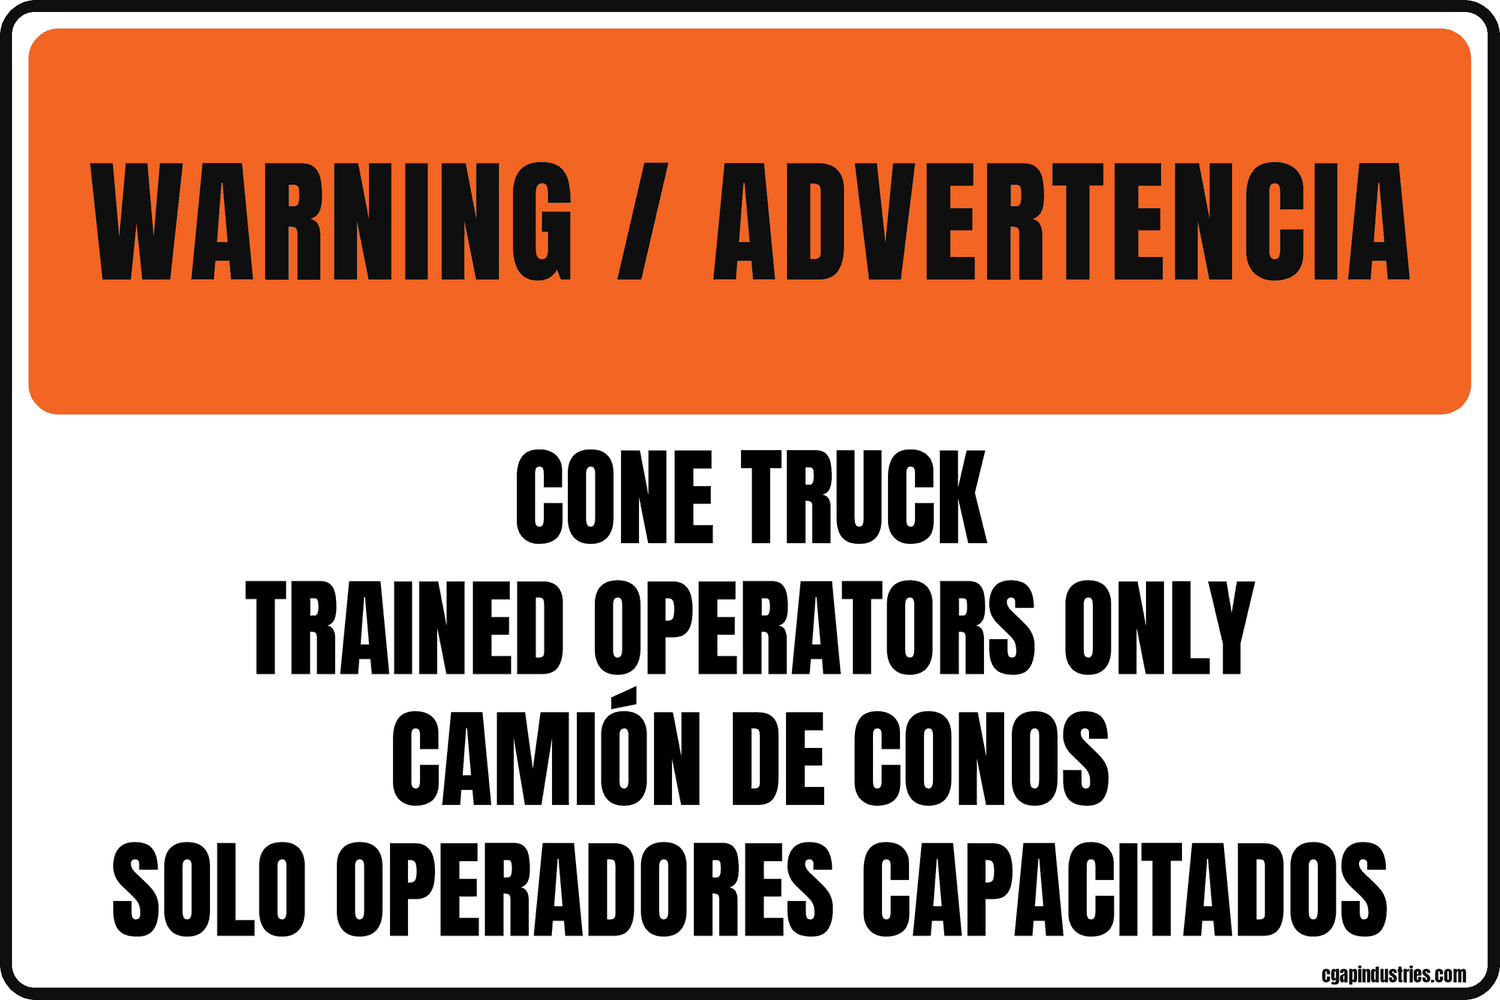 WARNING / ADVERTENCIA
CONE TRUCK
TRAINED OPERATORS ONLY
CAMIÓN DE CONOS
SOLO OPERADORES CAPACITADOS
cgapindustries.com